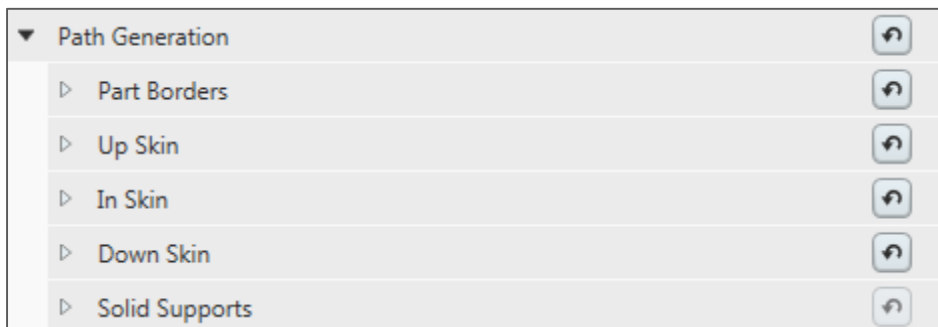 Path Generation
Part Borders
Up Skin
In Skin
Down Skin
Solid Supports